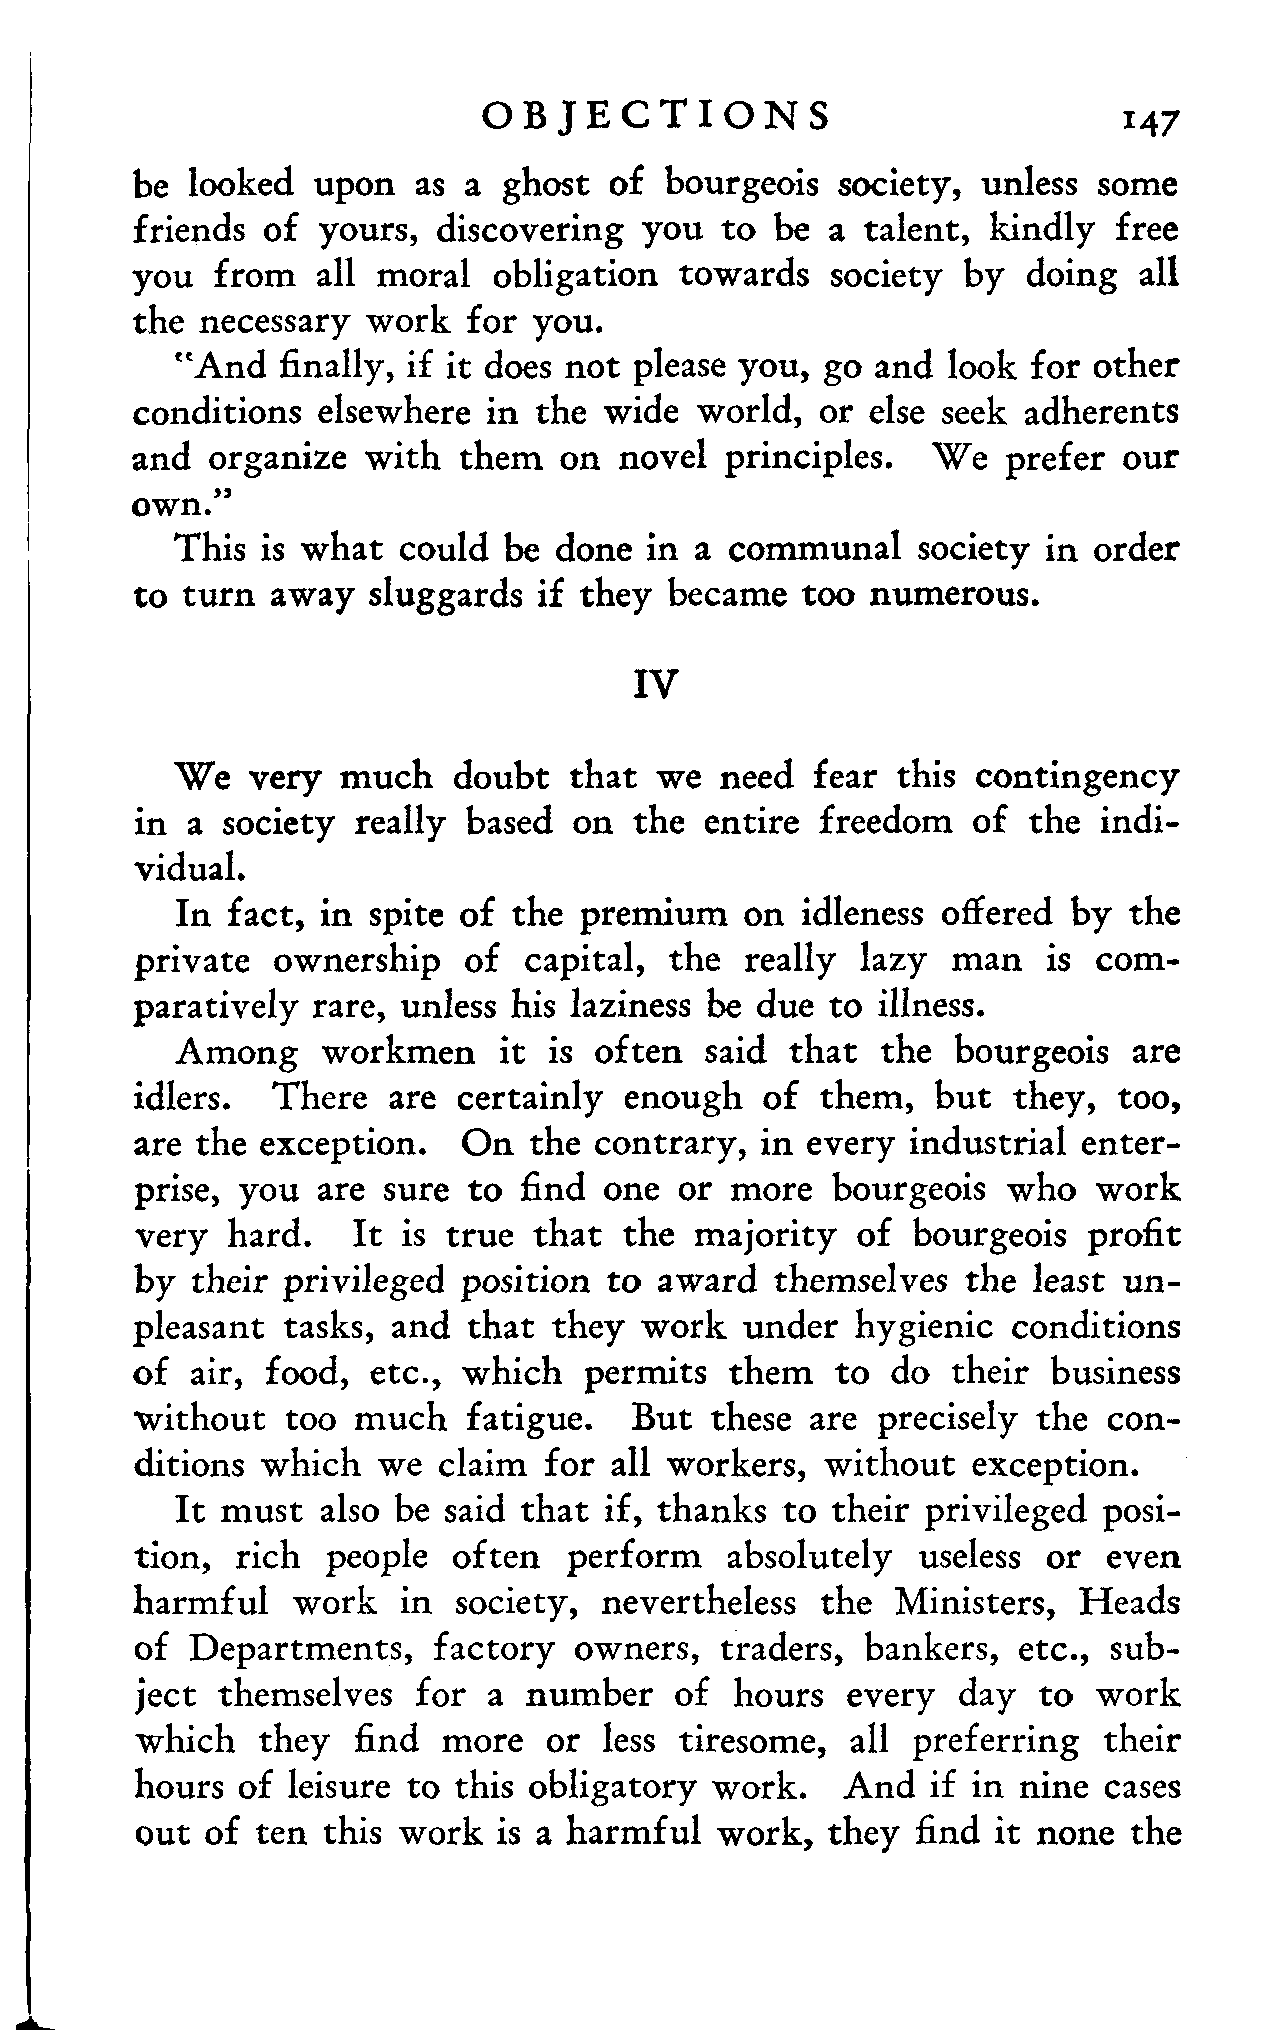 OBJECTIONS 147
be looked upon as a ghost of bourgeois society, unless some
friends of yours, discovering you to be a talent, kindly free
you from all moral obligation towards society by doing all
the necessary work for you.
"And finally, if it does not please you, go and look for other
conditions elsewhere in the wide world, or else seek adherents
and organize with them on novel principles. We prefer our
own."
This is what could be done in a communal society in order
to turn away sluggards if they became too numerous.
IV
We very much doubt that we need fear this contingency
in a society really based on the entire freedom of the indi-
vidual.
In fact, in spite of the premium on idleness offered by the
private ownership of capital, the really lazy man is com-
paratively rare, unless his laziness be due to illness.
Among workmen it is often said that the bourgeois are
idlers. There are certainly enough of them, but they, too,
are the exception. On the contrary, in every industrial enter-
prise, you are sure to find one or more bourgeois who work
very hard. It is true that the majority of bourgeois profit
by their privileged position to award themselves the least un-
pleasant tasks, and that they work under hygienic conditions
of air, food, etc., which permits them to do their business
without too much fatigue. But these are precisely the con-
ditions which we claim for all workers, without exception.
It must also be said that if, thanks to their privileged posi-
tion, rich people often perform absolutely useless or even
harmful work in society, nevertheless the Ministers, Heads
of Departments, factory owners, traders, bankers, etc., sub-
ject themselves for a number of hours every day to work
which they find more or less tiresome, all preferring their
hours of leisure to this obligatory work. And if in nine cases
out of ten this work is a harmful work, they find it none the